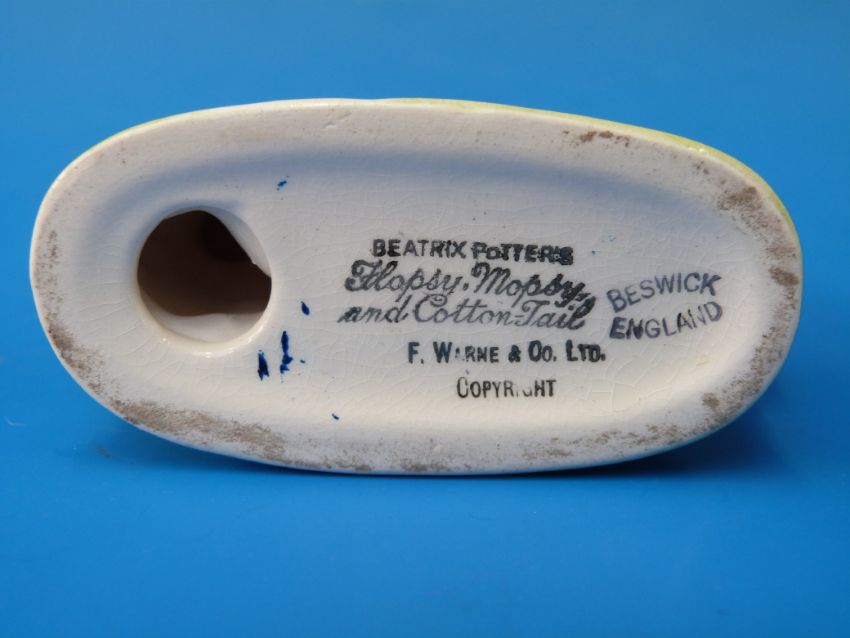 BEATRIX POTTER'S
Flopsy, Mopsy,
and Cotton-Tail
F. WARNE & CO. LTD.
COPYRIGHT
BESWICK
ENGLAND